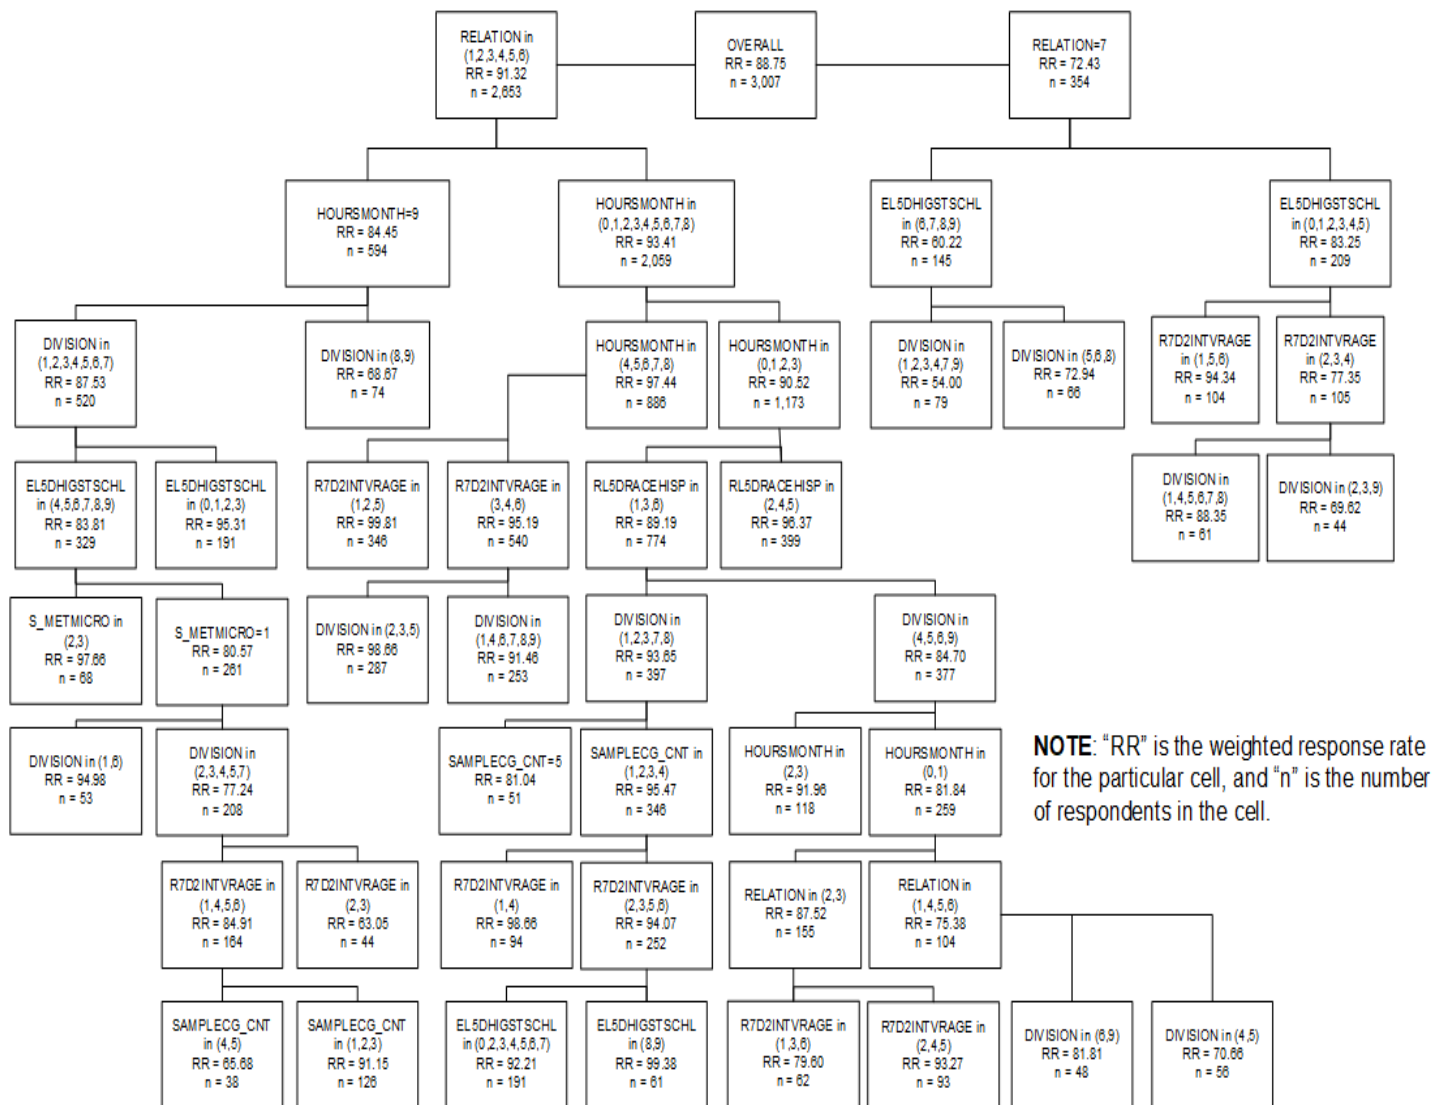 RELATION in
(1,2,3,4,5,6)
RR = 91.32
n = 2,653
OVERALL
RR = 88.75
n = 3,007
RELATION=7
RR = 72.43
n = 354
HOURSMONTH=9
RR = 84.45
n = 594
HOURSMONTH in
(0,1,2,3,4,5,6,7,8)
RR = 93.41
n = 2,059
EL5DHIGSTSCHL
in (6,7,8,9)
RR = 60.22
n = 145
EL5DHIGSTSCHL
in (0,1,2,3,4,5)
RR = 83.25
n = 209
DIVISION in
(1,2,3,4,5,6,7)
RR = 87.53
n = 520
DIVISION in (8,9)
RR = 68.67
n = 74
HOURSMONTH in
(4,5,6,7,8)
RR = 97.44
n = 886
HOURSMONTH in
(0,1,2,3)
RR = 90.52
n = 1,173
DIVISION in
(1,2,3,4,7,9)
RR = 54.00
n = 79
DIVISION in (5,6,8)
RR = 72.94
n = 66
R7D2INTVRAGE
in (1,5,6)
RR = 94.34
n = 104
R7D2INTVRAGE
in (2,3,4)
RR = 77.35
n = 105
EL5DHIGSTSCHL
in (4,5,6,7,8,9)
RR = 83.81
n = 329
EL5DHIGSTSCHL
in (0,1,2,3)
RR = 95.31
n = 191
R7D2INTVRAGE in
(1,2,5)
RR = 99.81
n = 346
R7D2INTVRAGE in
(3,4,6)
RR = 95.19
n = 540
RL5DRACEHISP in
(1,3,6)
RR = 89.19
n = 774
RL5DRACEHISP in
(2,4,5)
RR = 96.37
n = 399
DIVISION in
(1,4,5,6,7,8)
RR = 88.35
n = 61
DIVISION in (2,3,9)
RR = 69.62
n = 44
S_METMICRO in
(2,3)
RR = 97.66
n = 68
S_METMICRO=1
RR = 80.57
n = 261
DIVISION in (2,3,5)
RR = 98.66
n = 287
DIVISION in
(1,4,6,7,8,9)
RR = 91.46
n = 253
DIVISION in
(1,2,3,7,8)
RR = 93.65
n = 397
DIVISION in
(4,5,6,9)
RR = 84.70
n = 377
DIVISION in (1,6)
RR = 94.98
n = 53
DIVISION in
(2,3,4,5,7)
RR = 77.24
n = 208
SAMPLECG_CNT=5
RR = 81.04
n = 51
SAMPLECG_CNT in
(1,2,3,4)
RR = 95.47
n = 346
HOURSMONTH in
(2,3)
RR = 91.96
n = 118
HOURSMONTH in
(0,1)
RR = 81.84
n = 259
NOTE: “RR” is the weighted response rate
for the particular cell, and “n” is the number
of respondents in the cell.
R7D2INTVRAGE in
(1,4,5,6)
RR = 84.91
n = 164
R7D2INTVRAGE in
(2,3)
RR = 63.05
n = 44
R7D2INTVRAGE in
(1,4)
RR = 98.66
n = 94
R7D2INTVRAGE in
(2,3,5,6)
RR = 94.07
n = 252
RELATION in (2,3)
RR = 87.52
n = 155
RELATION in
(1,4,5,6)
RR = 75.38
n = 104
SAMPLECG_CNT
in (4,5)
RR = 65.68
n = 38
SAMPLECG_CNT
in (1,2,3)
RR = 91.15
n = 126
EL5DHIGSTSCHL
in (0,2,3,4,5,6,7)
RR = 92.21
n = 191
EL5DHIGSTSCHL
in (8,9)
RR = 99.38
n = 61
R7D2INTVRAGE in
(1,3,6)
RR = 79.60
n = 62
R7D2INTVRAGE in
(2,4,5)
RR = 93.27
n = 93
DIVISION in (6,9)
RR = 81.81
n = 48
DIVISION in (4,5)
RR = 70.66
n = 56